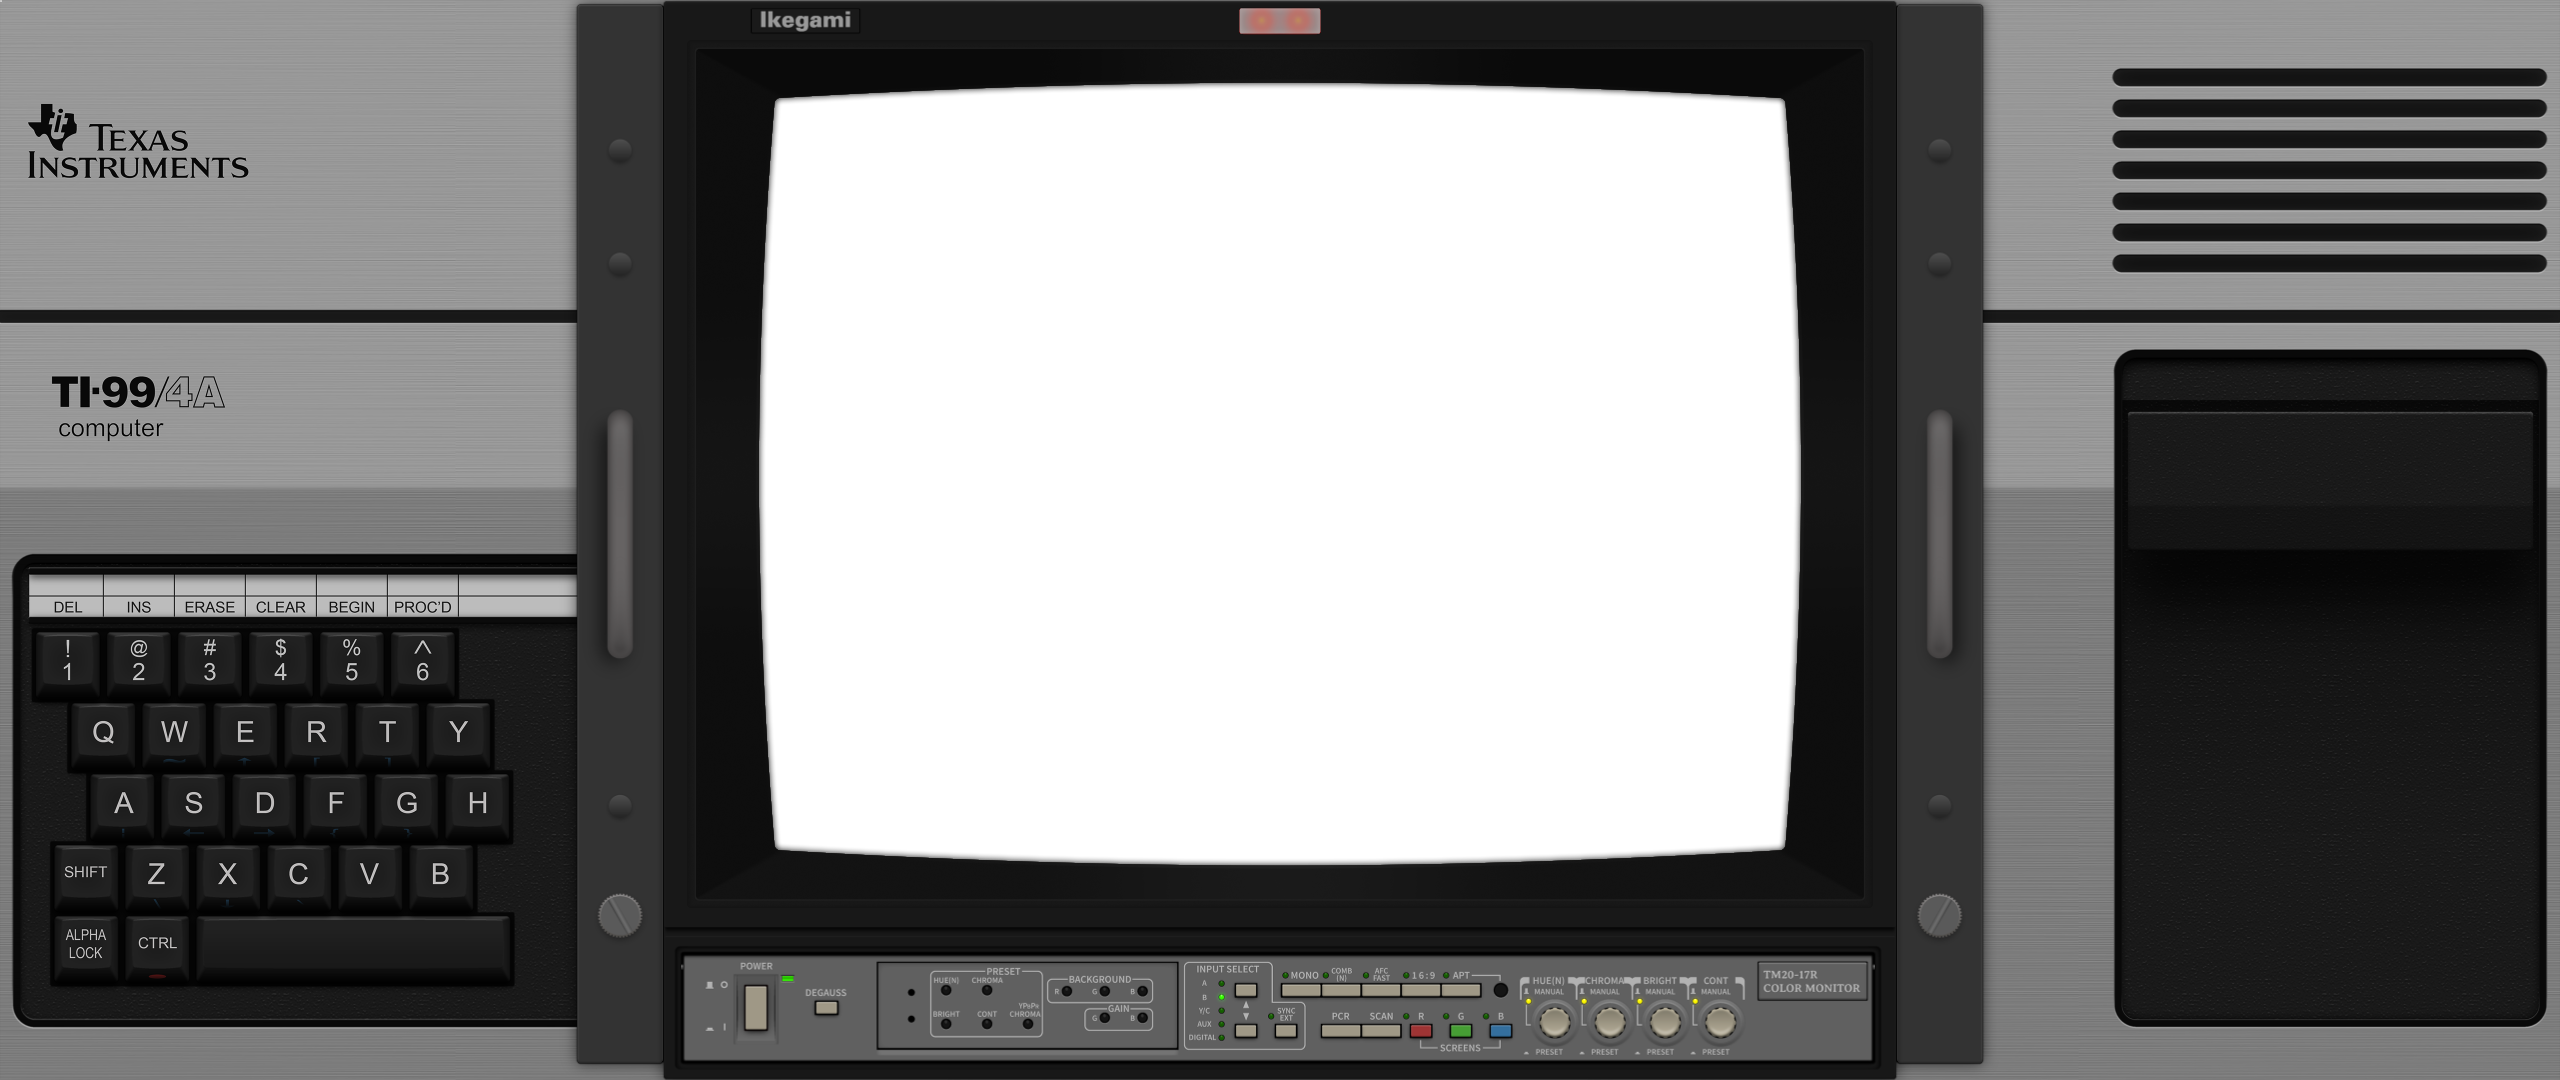 Ikegami
TEXAS
INSTRUMENTS
TI-99/4A
computer
DEL INS ERASE CLEAR BEGIN PROC'D
! @ # $ % ^
1 2 3 4 5 6
Q W E R T Y
A S D F G H
SHIFT Z X C V B
ALPHA
LOCK
CTRL
POWER
DEGAUSS
PRESET
HUE(N) CHROMA
BRIGHT CONT YPBPR
CHROMA
BACKGROUND
R G B
GAIN
G B
INPUT SELECT
A
B
Y/C
AUX
DIGITAL
SYNC
EXT
MONO COMB
(N)
AFC
FAST
16:9 APT
PCR SCAN R G B
SCREENS
HUE(N) CHROMA BRIGHT CONT
MANUAL MANUAL MANUAL MANUAL
PRESET PRESET PRESET PRESET
TM20-17R
COLOR MONITOR